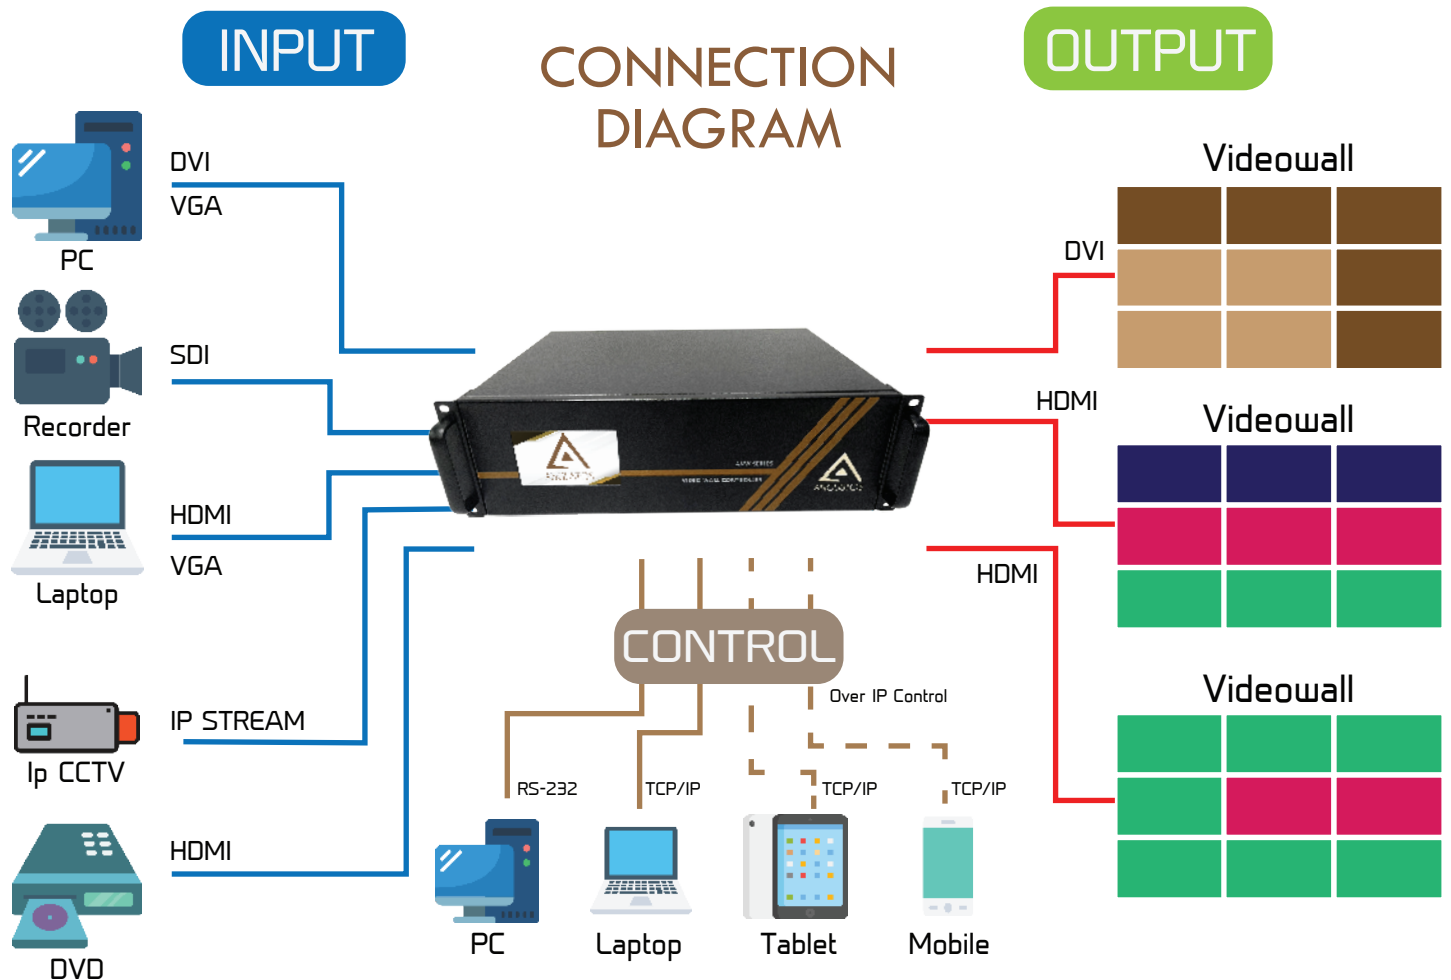 INPUT
CONNECTION
DIAGRAM
OUTPUT
DVI
VGA
PC
SDI
Recorder
HDMI
VGA
Laptop
IP STREAM
Ip CCTV
HDMI
DVD
CONTROL
Over IP Control
RS-232
TCP/IP
TCP/IP
TCP/IP
PC
Laptop
Tablet
Mobile
Videowall
DVI
HDMI
Videowall
HDMI
Videowall